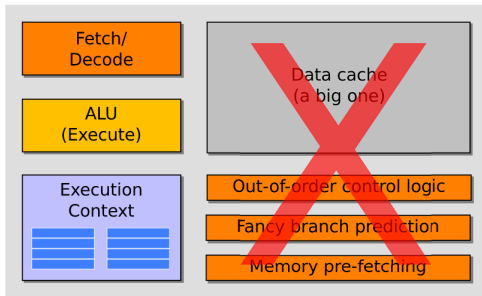 Fetch/
Decode
ALU
(Execute)
Execution
Context
Data cache
(a big one)
Out-of-order control logic
Fancy branch prediction
Memory pre-fetching